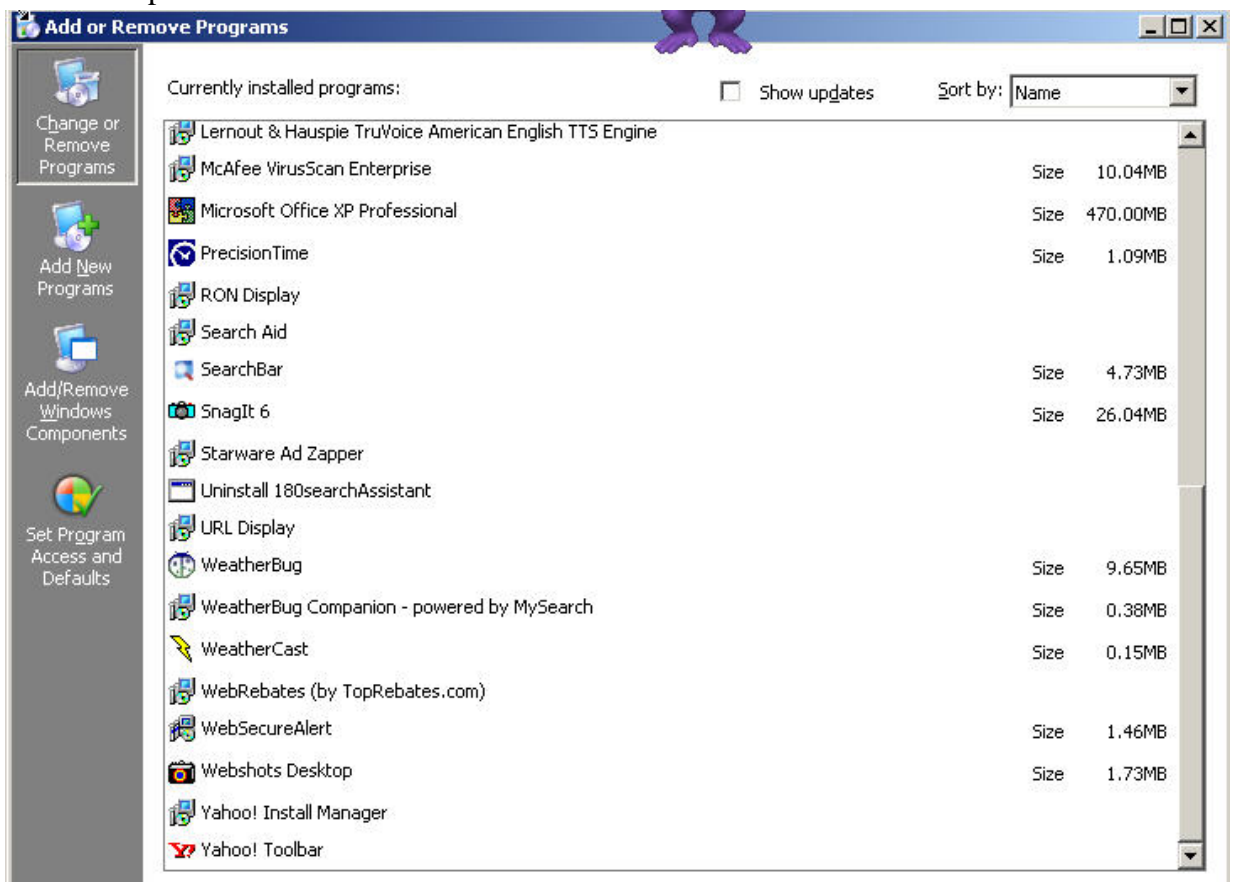 Add or Remove Programs
Change or
Remove
Programs
Add New
Programs
Add/Remove
Windows
Components
Set Program
Access and
Defaults
Currently installed programs:
Show updates
Sort by: Name
Lernout & Hauspie TruVoice American English TTS Engine
McAfee VirusScan Enterprise Size 10.04MB
Microsoft Office XP Professional Size 470.00MB
PrecisionTime Size 1.09MB
RON Display
Search Aid
SearchBar Size 4.73MB
SnagIt 6 Size 26.04MB
Starware Ad Zapper
Uninstall 180searchAssistant
URL Display
WeatherBug Size 9.65MB
WeatherBug Companion - powered by MySearch Size 0.38MB
WeatherCast Size 0.15MB
WebRebates (by TopRebates.com)
WebSecureAlert Size 1.46MB
Webshots Desktop Size 1.73MB
Yahoo! Install Manager
Yahoo! Toolbar